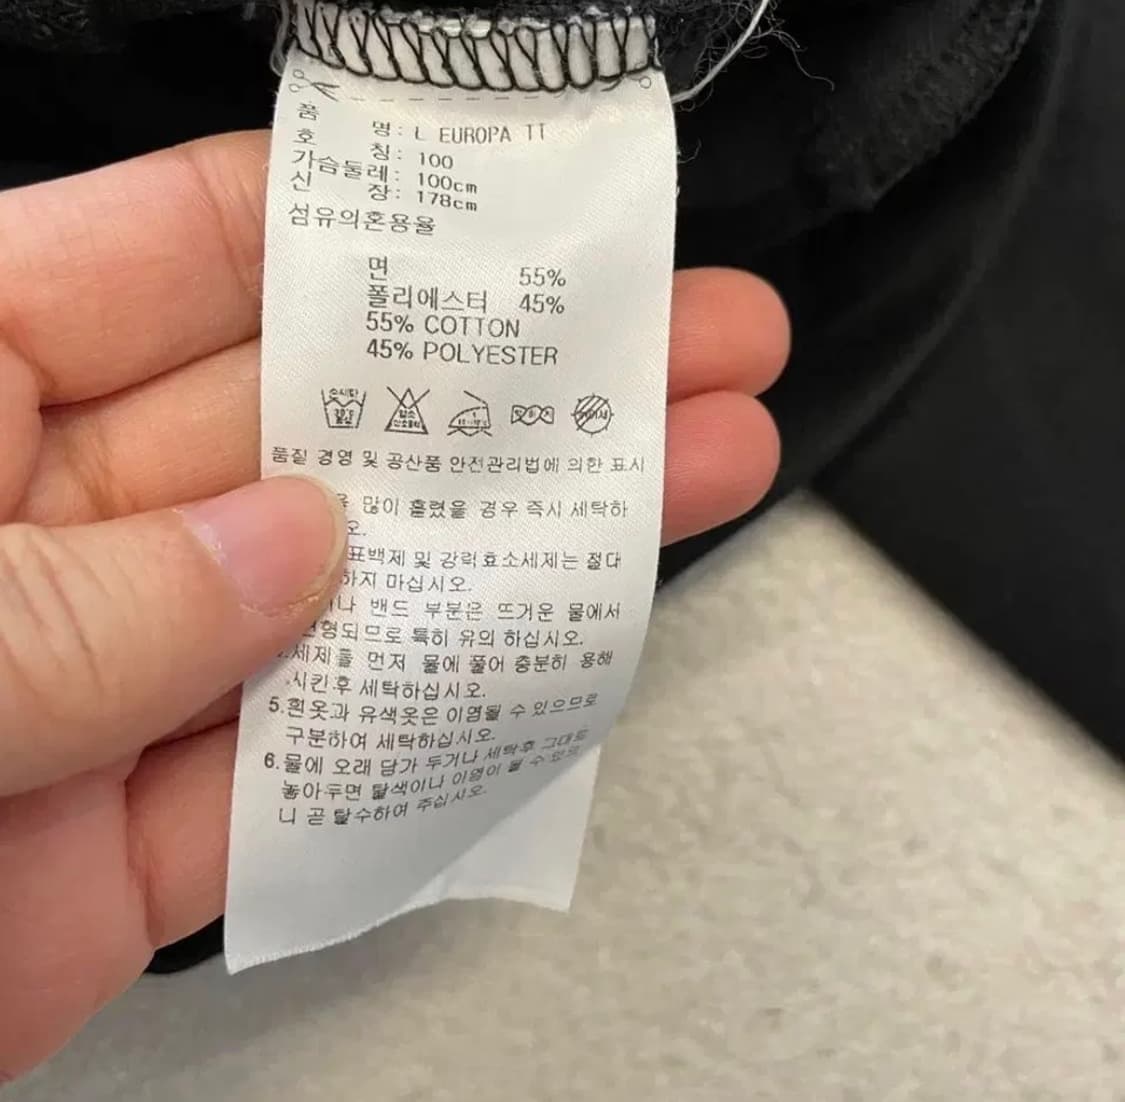 품 명: L EUROPA TT
호 칭: 100
가슴둘레: 100cm
신 장: 178cm
섬유의혼용율
면 55%
폴리에스터 45%
55% COTTON
45% POLYESTER
품질 경영 및 공산품 안전관리법에 의한 표시
많이 흘렸을 경우 즉시 세탁하
오.
표백제 및 강력효소세제는 절대
하지 마십시오.
밴드 부분은 뜨거운 물에서
변형되므로 특히 유의 하십시오.
세제를 먼저 물에 풀어 충분히 용해
시킨후 세탁하십시오.
5.흰옷과 유색옷은 이염될 수 있으므로
구분하여 세탁하십시오.
6.물에 오래 담가 두거나 세탁후 그대로
놓아두면 탈색이나 이염이 될 수 있으
니 곧 탈수하여 주십시오.